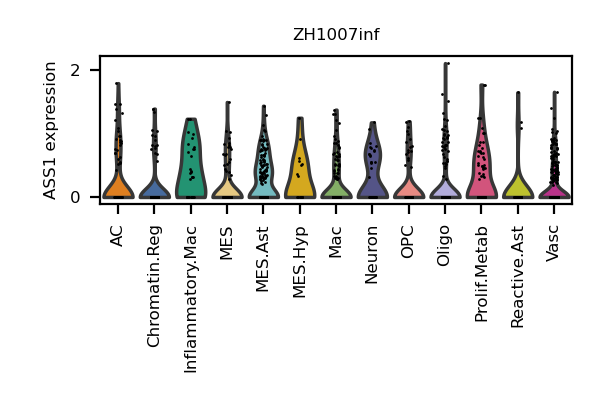 ZH1007inf
ASS1 expression
2
0
AC
Chromatin.Reg
Inflammatory.Mac
MES
MES.Ast
MES.Hyp
Mac
Neuron
OPC
Oligo
Prolif.Metab
Reactive.Ast
Vasc